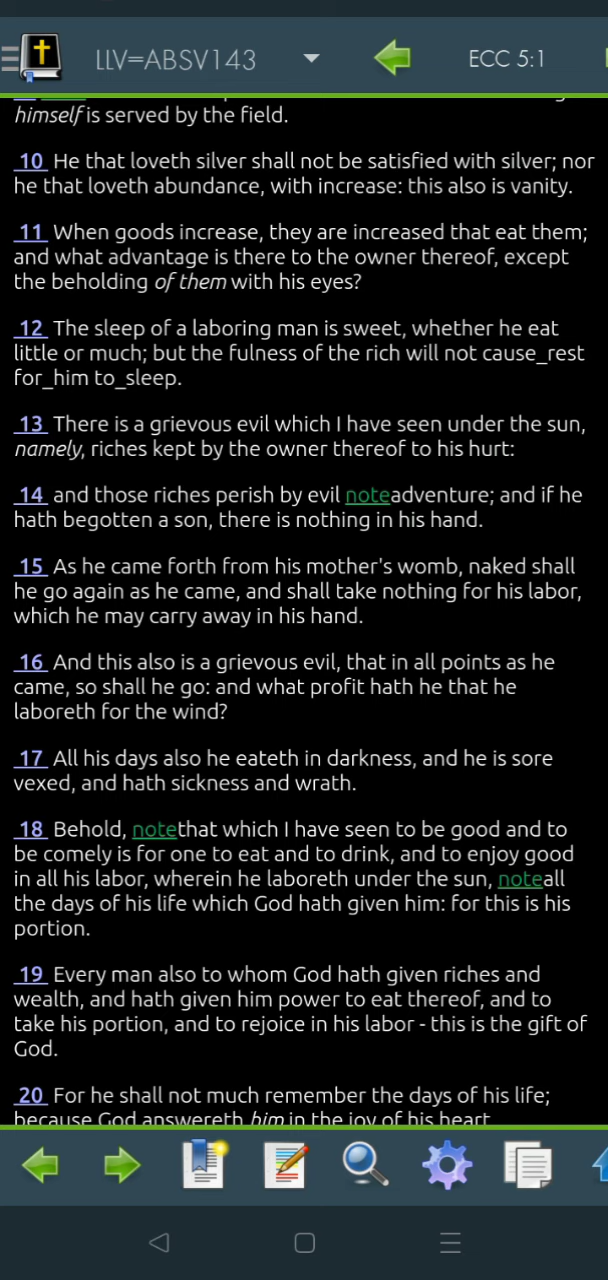 LLV=ABSV143
ECC 5:1
himself is served by the field.
10 He that loveth silver shall not be satisfied with silver; nor
he that loveth abundance, with increase: this also is vanity.
11 When goods increase, they are increased that eat them;
and what advantage is there to the owner thereof, except
the beholding of them with his eyes?
12 The sleep of a laboring man is sweet, whether he eat
little or much; but the fulness of the rich will not cause_rest
for_him to_sleep.
13 There is a grievous evil which I have seen under the sun,
namely, riches kept by the owner thereof to his hurt:
14 and those riches perish by evil noteadventure; and if he
hath begotten a son, there is nothing in his hand.
15 As he came forth from his mother's womb, naked shall
he go again as he came, and shall take nothing for his labor,
which he may carry away in his hand.
16 And this also is a grievous evil, that in all points as he
came, so shall he go: and what profit hath he that he
laboreth for the wind?
17 All his days also he eateth in darkness, and he is sore
vexed, and hath sickness and wrath.
18 Behold, notethat which I have seen to be good and to
be comely is for one to eat and to drink, and to enjoy good
in all his labor, wherein he laboreth under the sun, noteall
the days of his life which God hath given him: for this is his
portion.
19 Every man also to whom God hath given riches and
wealth, and hath given him power to eat thereof, and to
take his portion, and to rejoice in his labor - this is the gift of
God.
20 For he shall not much remember the days of his life;
because God answereth him in the joy of his heart